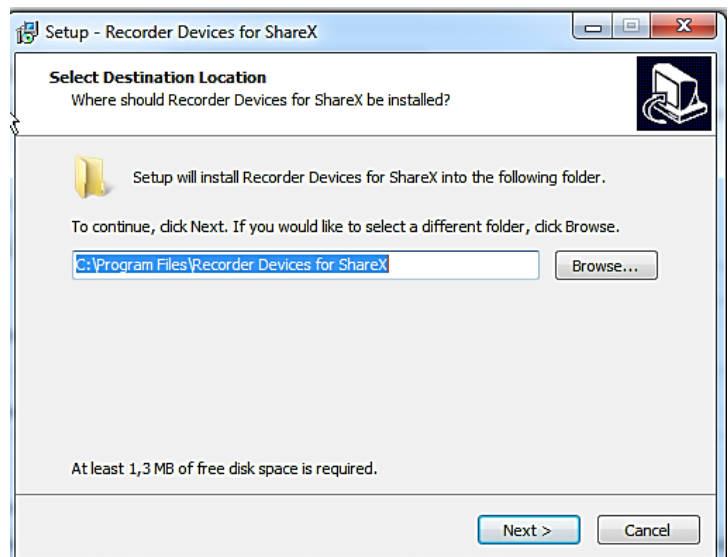 Setup - Recorder Devices for ShareX
Select Destination Location
Where should Recorder Devices for ShareX be installed?
Setup will install Recorder Devices for ShareX into the following folder.
To continue, click Next. If you would like to select a different folder, click Browse.
C:\Program Files\Recorder Devices for ShareX
Browse...
At least 1,3 MB of free disk space is required.
Next >
Cancel